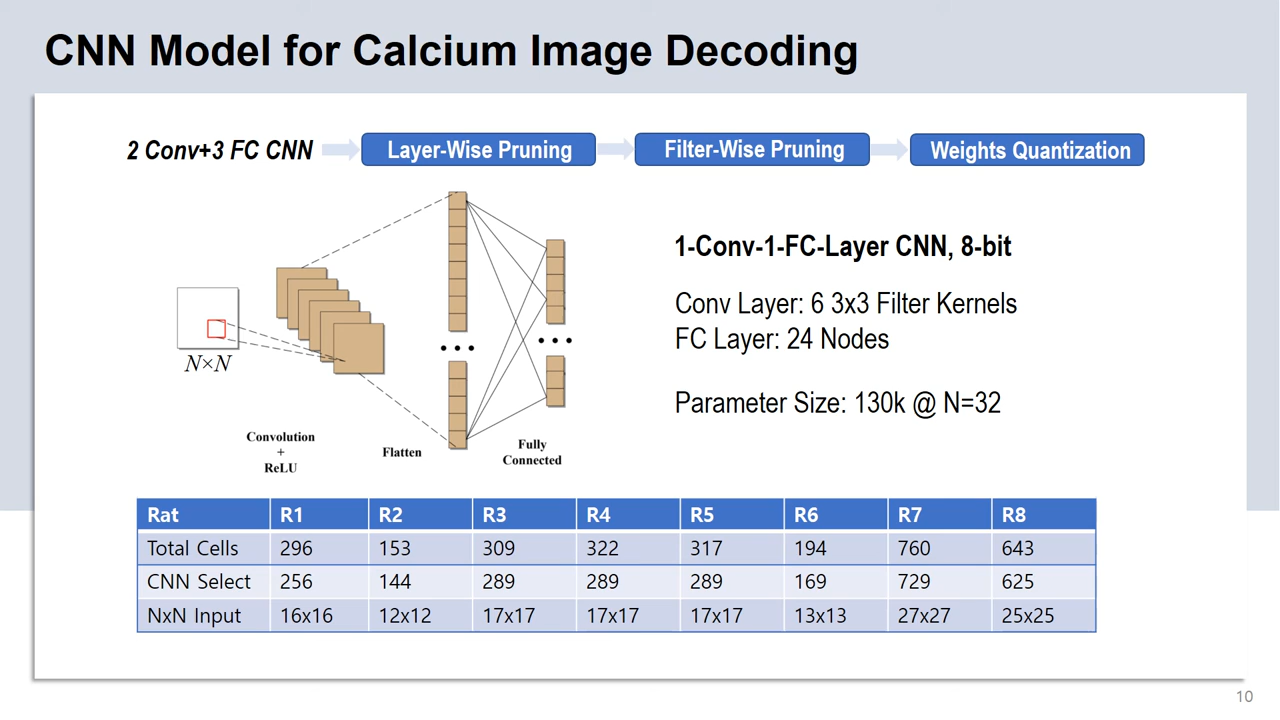 CNN Model for Calcium Image Decoding
2 Conv+3 FC CNN
Layer-Wise Pruning
Filter-Wise Pruning
Weights Quantization
N×N
Convolution
+
ReLU
Flatten
Fully
Connected
1-Conv-1-FC-Layer CNN, 8-bit
Conv Layer: 6 3x3 Filter Kernels
FC Layer: 24 Nodes
Parameter Size: 130k @ N=32
Rat R1 R2 R3 R4 R5 R6 R7 R8
Total Cells 296 153 309 322 317 194 760 643
CNN Select 256 144 289 289 289 169 729 625
NxN Input 16x16 12x12 17x17 17x17 17x17 13x13 27x27 25x25
10